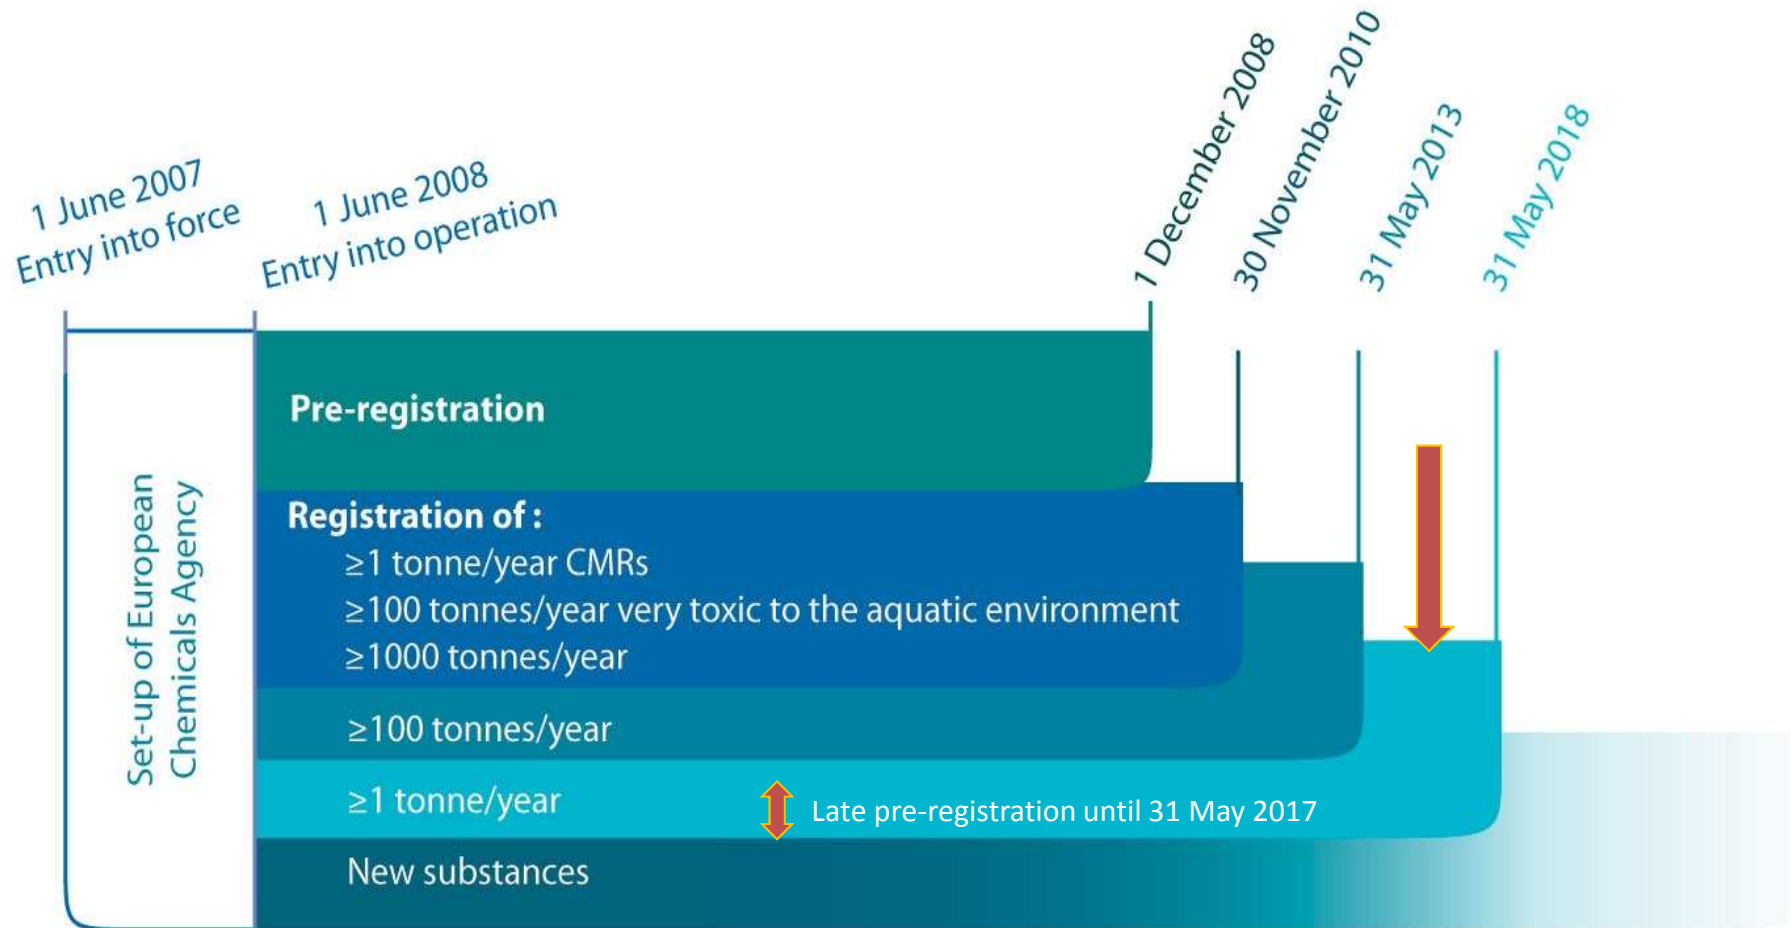 1 June 2007
Entry into force
1 June 2008
Entry into operation
1 December 2008
30 November 2010
31 May 2013
31 May 2018
Set-up of European
Chemicals Agency
Pre-registration
Registration of :
≥1 tonne/year CMRs
≥100 tonnes/year very toxic to the aquatic environment
≥1000 tonnes/year
≥100 tonnes/year
≥1 tonne/year
Late pre-registration until 31 May 2017
New substances